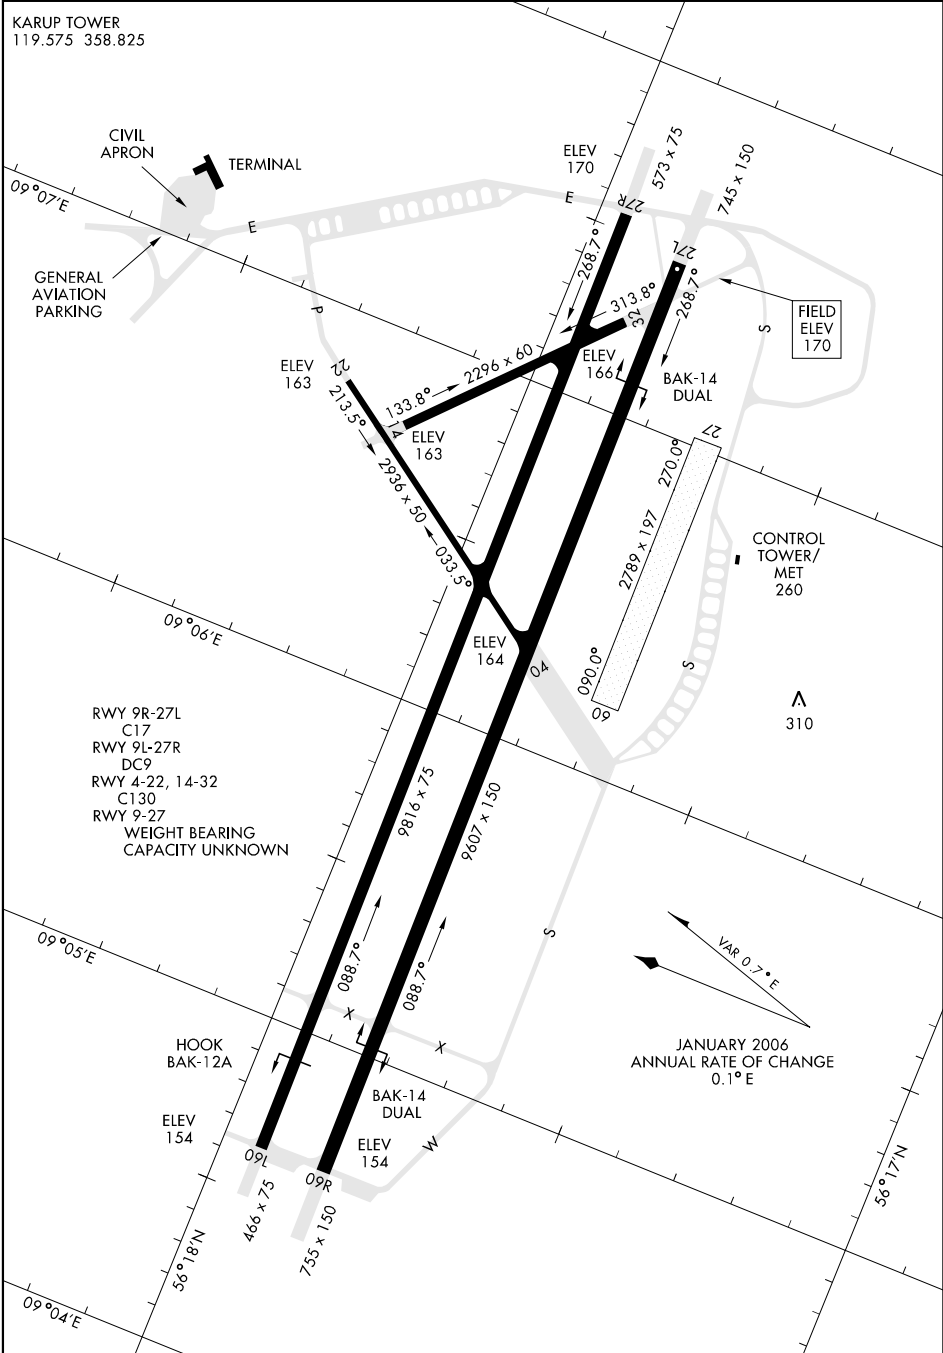 KARUP TOWER
119.575 358.825
CIVIL
APRON
TERMINAL
ELEV
170
573 x 75
745 x 150
09°07'E
E
E
27R
27L
GENERAL
AVIATION
PARKING
P
268.7°
268.7°
313.8°
32
S
FIELD
ELEV
170
ELEV
163
22
213.5°
133.8°
2296 x 60
ELEV
166
BAK-14
DUAL
14
ELEV
163
2936 x 50
033.5°
27
270.0°
2789 x 197
090.0°
09
CONTROL
TOWER/
MET
260
09°06'E
ELEV
164
04
S
310
RWY 9R-27L
C17
RWY 9L-27R
DC9
RWY 4-22, 14-32
C130
RWY 9-27
WEIGHT BEARING
CAPACITY UNKNOWN
9816 x 75
9607 x 150
09°05'E
088.7°
088.7°
S
VAR 0.7° E
X
X
HOOK
BAK-12A
JANUARY 2006
ANNUAL RATE OF CHANGE
0.1° E
BAK-14
DUAL
ELEV
154
ELEV
154
W
09L
09R
466 x 75
755 x 150
56°18'N
56°17'N
09°04'E